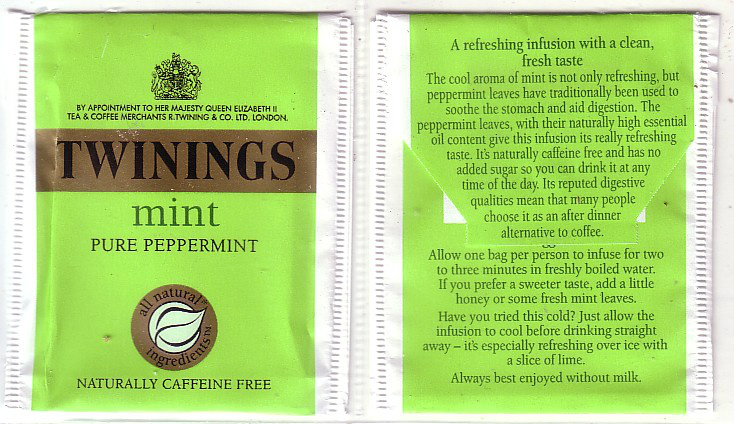 BY APPOINTMENT TO HER MAJESTY QUEEN ELIZABETH II
TEA & COFFEE MERCHANTS R.TWINING & CO. LTD. LONDON.
TWININGS
mint
PURE PEPPERMINT
all natural
ingredients™
NATURALLY CAFFEINE FREE
A refreshing infusion with a clean,
fresh taste
The cool aroma of mint is not only refreshing, but
peppermint leaves have traditionally been used to
soothe the stomach and aid digestion. The
peppermint leaves, with their naturally high essential
oil content give this infusion its really refreshing
taste. It's naturally caffeine free and has no
added sugar so you can drink it at any
time of the day. Its reputed digestive
qualities mean that many people
choose it as an after dinner
alternative to coffee.
Allow one bag per person to infuse for two
to three minutes in freshly boiled water.
If you prefer a sweeter taste, add a little
honey or some fresh mint leaves.
Have you tried this cold? Just allow the
infusion to cool before drinking straight
away – it's especially refreshing over ice with
a slice of lime.
Always best enjoyed without milk.